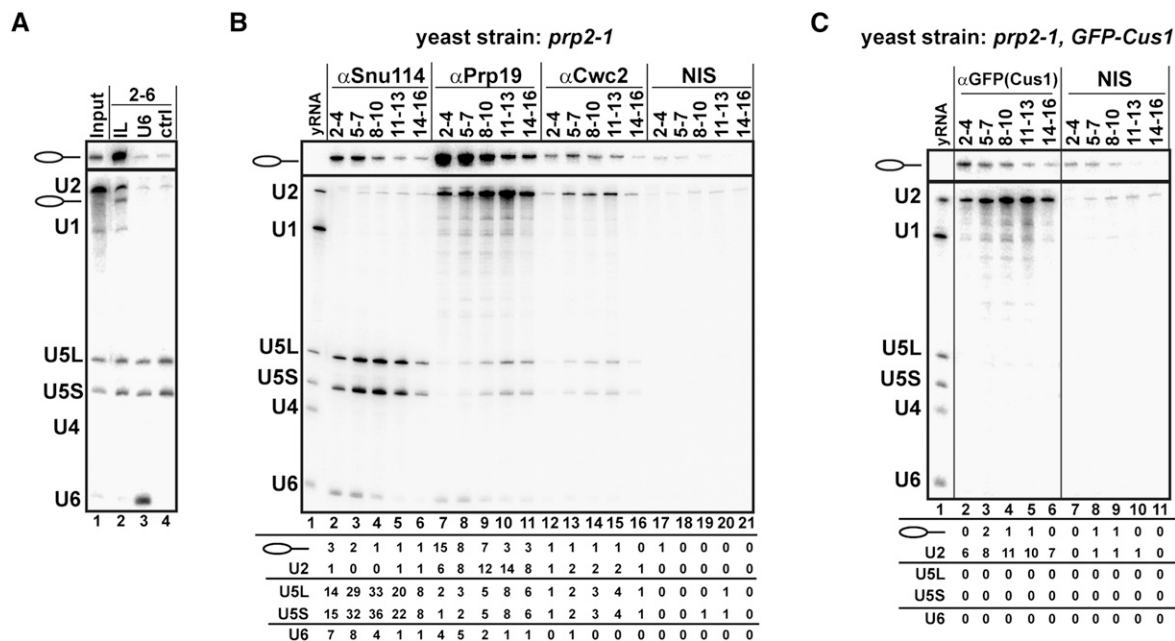 A
2-6
Input IL U6 ctrl
U2
U1
U5L
U5S
U4
U6
1 2 3 4
B
yeast strain: prp2-1
αSnu114 αPrp19 αCwc2 NIS
yRNA 2-4 5-7 8-10 11-13 14-16 2-4 5-7 8-10 11-13 14-16 2-4 5-7 8-10 11-13 14-16 2-4 5-7 8-10 11-13 14-16
U2
U1
U5L
U5S
U4
U6
1 2 3 4 5 6 7 8 9 10 11 12 13 14 15 16 17 18 19 20 21
3 2 1 1 1 15 8 7 3 3 1 1 1 1 0 1 0 0 0 0
U2 1 0 0 0 0 6 8 12 14 8 1 2 2 2 1 0 0 0 0 0
U5L 14 29 33 20 8 2 3 5 8 6 1 2 3 4 1 0 0 0 1 0
U5S 15 32 36 22 8 1 2 5 8 6 1 2 3 4 1 0 0 1 1 0
U6 7 8 4 1 1 4 5 2 1 1 0 1 0 0 0 0 0 0 0 0
C
yeast strain: prp2-1, GFP-Cus1
αGFP(Cus1) NIS
yRNA 2-4 5-7 8-10 11-13 14-16 2-4 5-7 8-10 11-13 14-16
U2
U1
U5L
U5S
U4
U6
1 2 3 4 5 6 7 8 9 10 11
0 2 1 1 0 0 0 0 0 0
U2 6 8 11 10 7 0 1 1 1 0
U5L 0 0 0 0 0 0 0 0 0 0
U5S 0 0 0 0 0 0 0 0 0 0
U6 0 0 0 0 0 0 0 0 0 0